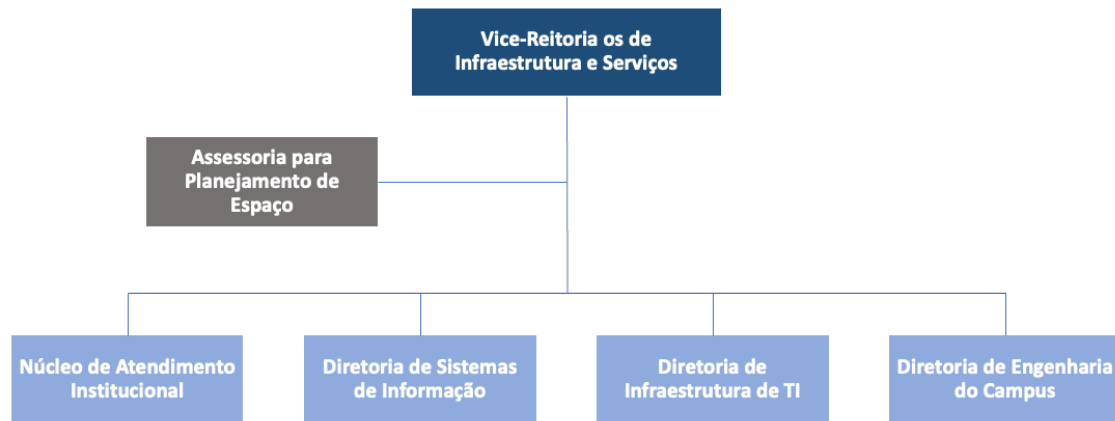 Vice-Reitoria os de
Infraestrutura e Serviços
Assessoria para
Planejamento de
Espaço
Núcleo de Atendimento
Institucional
Diretoria de Sistemas
de Informação
Diretoria de
Infraestrutura de TI
Diretoria de Engenharia
do Campus